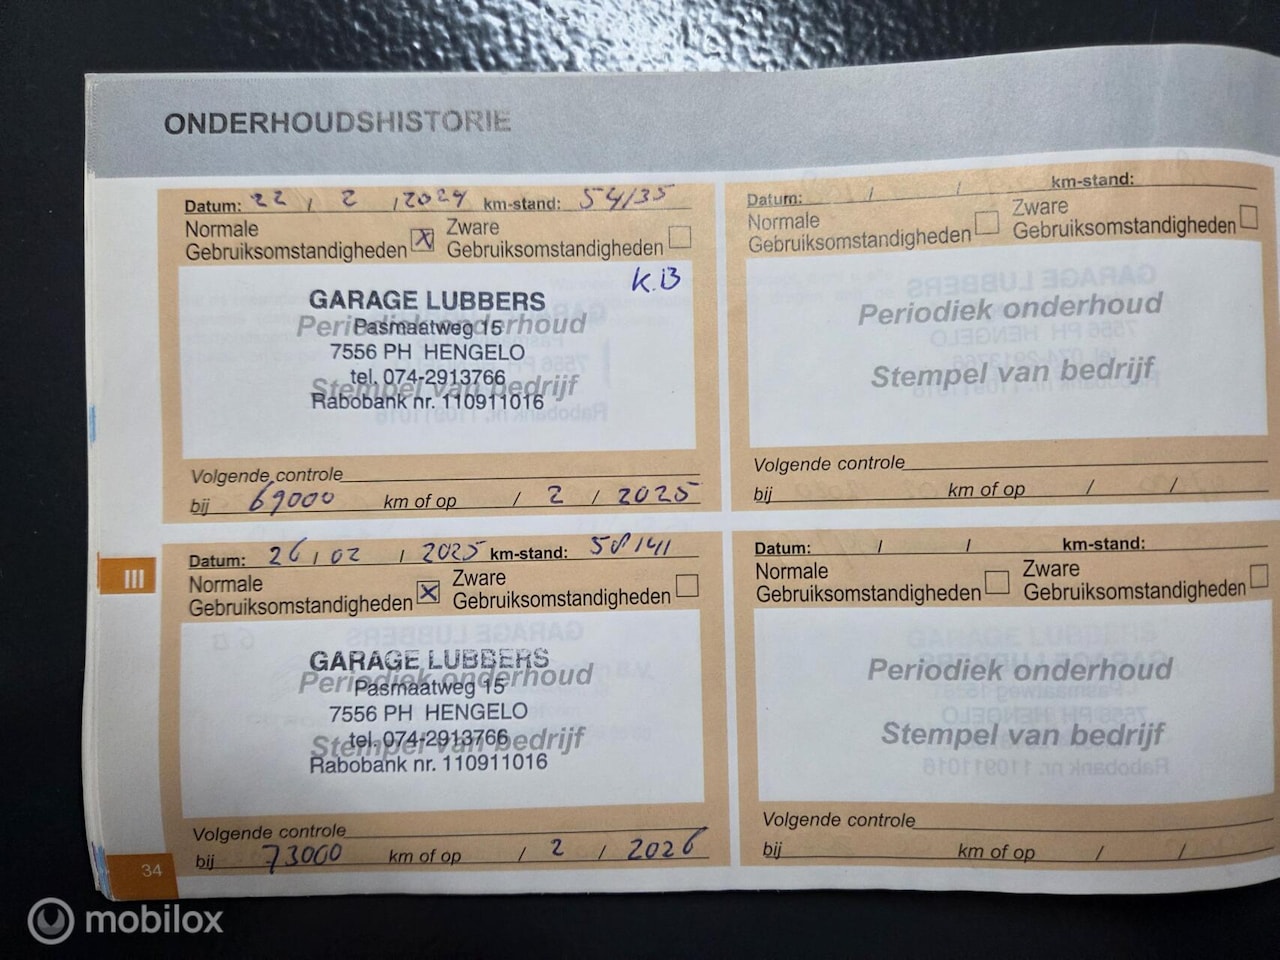 ONDERHOUDSHISTORIE
Datum: 22 / 2 / 2024 km-stand: 54135
Normale Gebruiksomstandigheden X Zware Gebruiksomstandigheden
K.B
GARAGE LUBBERS
Periodiek onderhoud
Pasmaatweg 15
7556 PH HENGELO
tel. 074-2913766
Stempel van bedrijf
Rabobank nr. 110911016
Volgende controle
bij 69000 km of op / 2 / 2025
Datum: / / km-stand:
Normale Gebruiksomstandigheden Zware Gebruiksomstandigheden
Periodiek onderhoud
Stempel van bedrijf
Volgende controle
bij km of op / /
III
Datum: 26 / 02 / 2025 km-stand: 58141
Normale Gebruiksomstandigheden X Zware Gebruiksomstandigheden
GARAGE LUBBERS
Periodiek onderhoud
Pasmaatweg 15
7556 PH HENGELO
tel. 074-2913766
Stempel van bedrijf
Rabobank nr. 110911016
Volgende controle
bij 73000 km of op / 2 / 2026
Datum: / / km-stand:
Normale Gebruiksomstandigheden Zware Gebruiksomstandigheden
Periodiek onderhoud
Stempel van bedrijf
Volgende controle
bij km of op / /
34
mobilox